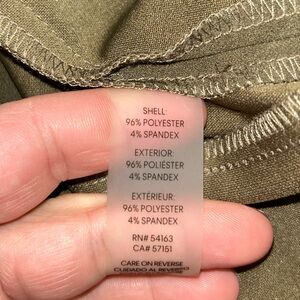 SHELL:
96% POLYESTER
4% SPANDEX
EXTERIOR:
96% POLIÉSTER
4% SPANDEX
EXTÉRIEUR:
96% POLYESTER
4% SPANDEX
RN# 54163
CA# 57151
CARE ON REVERSE
CUIDADO AL REVERSO